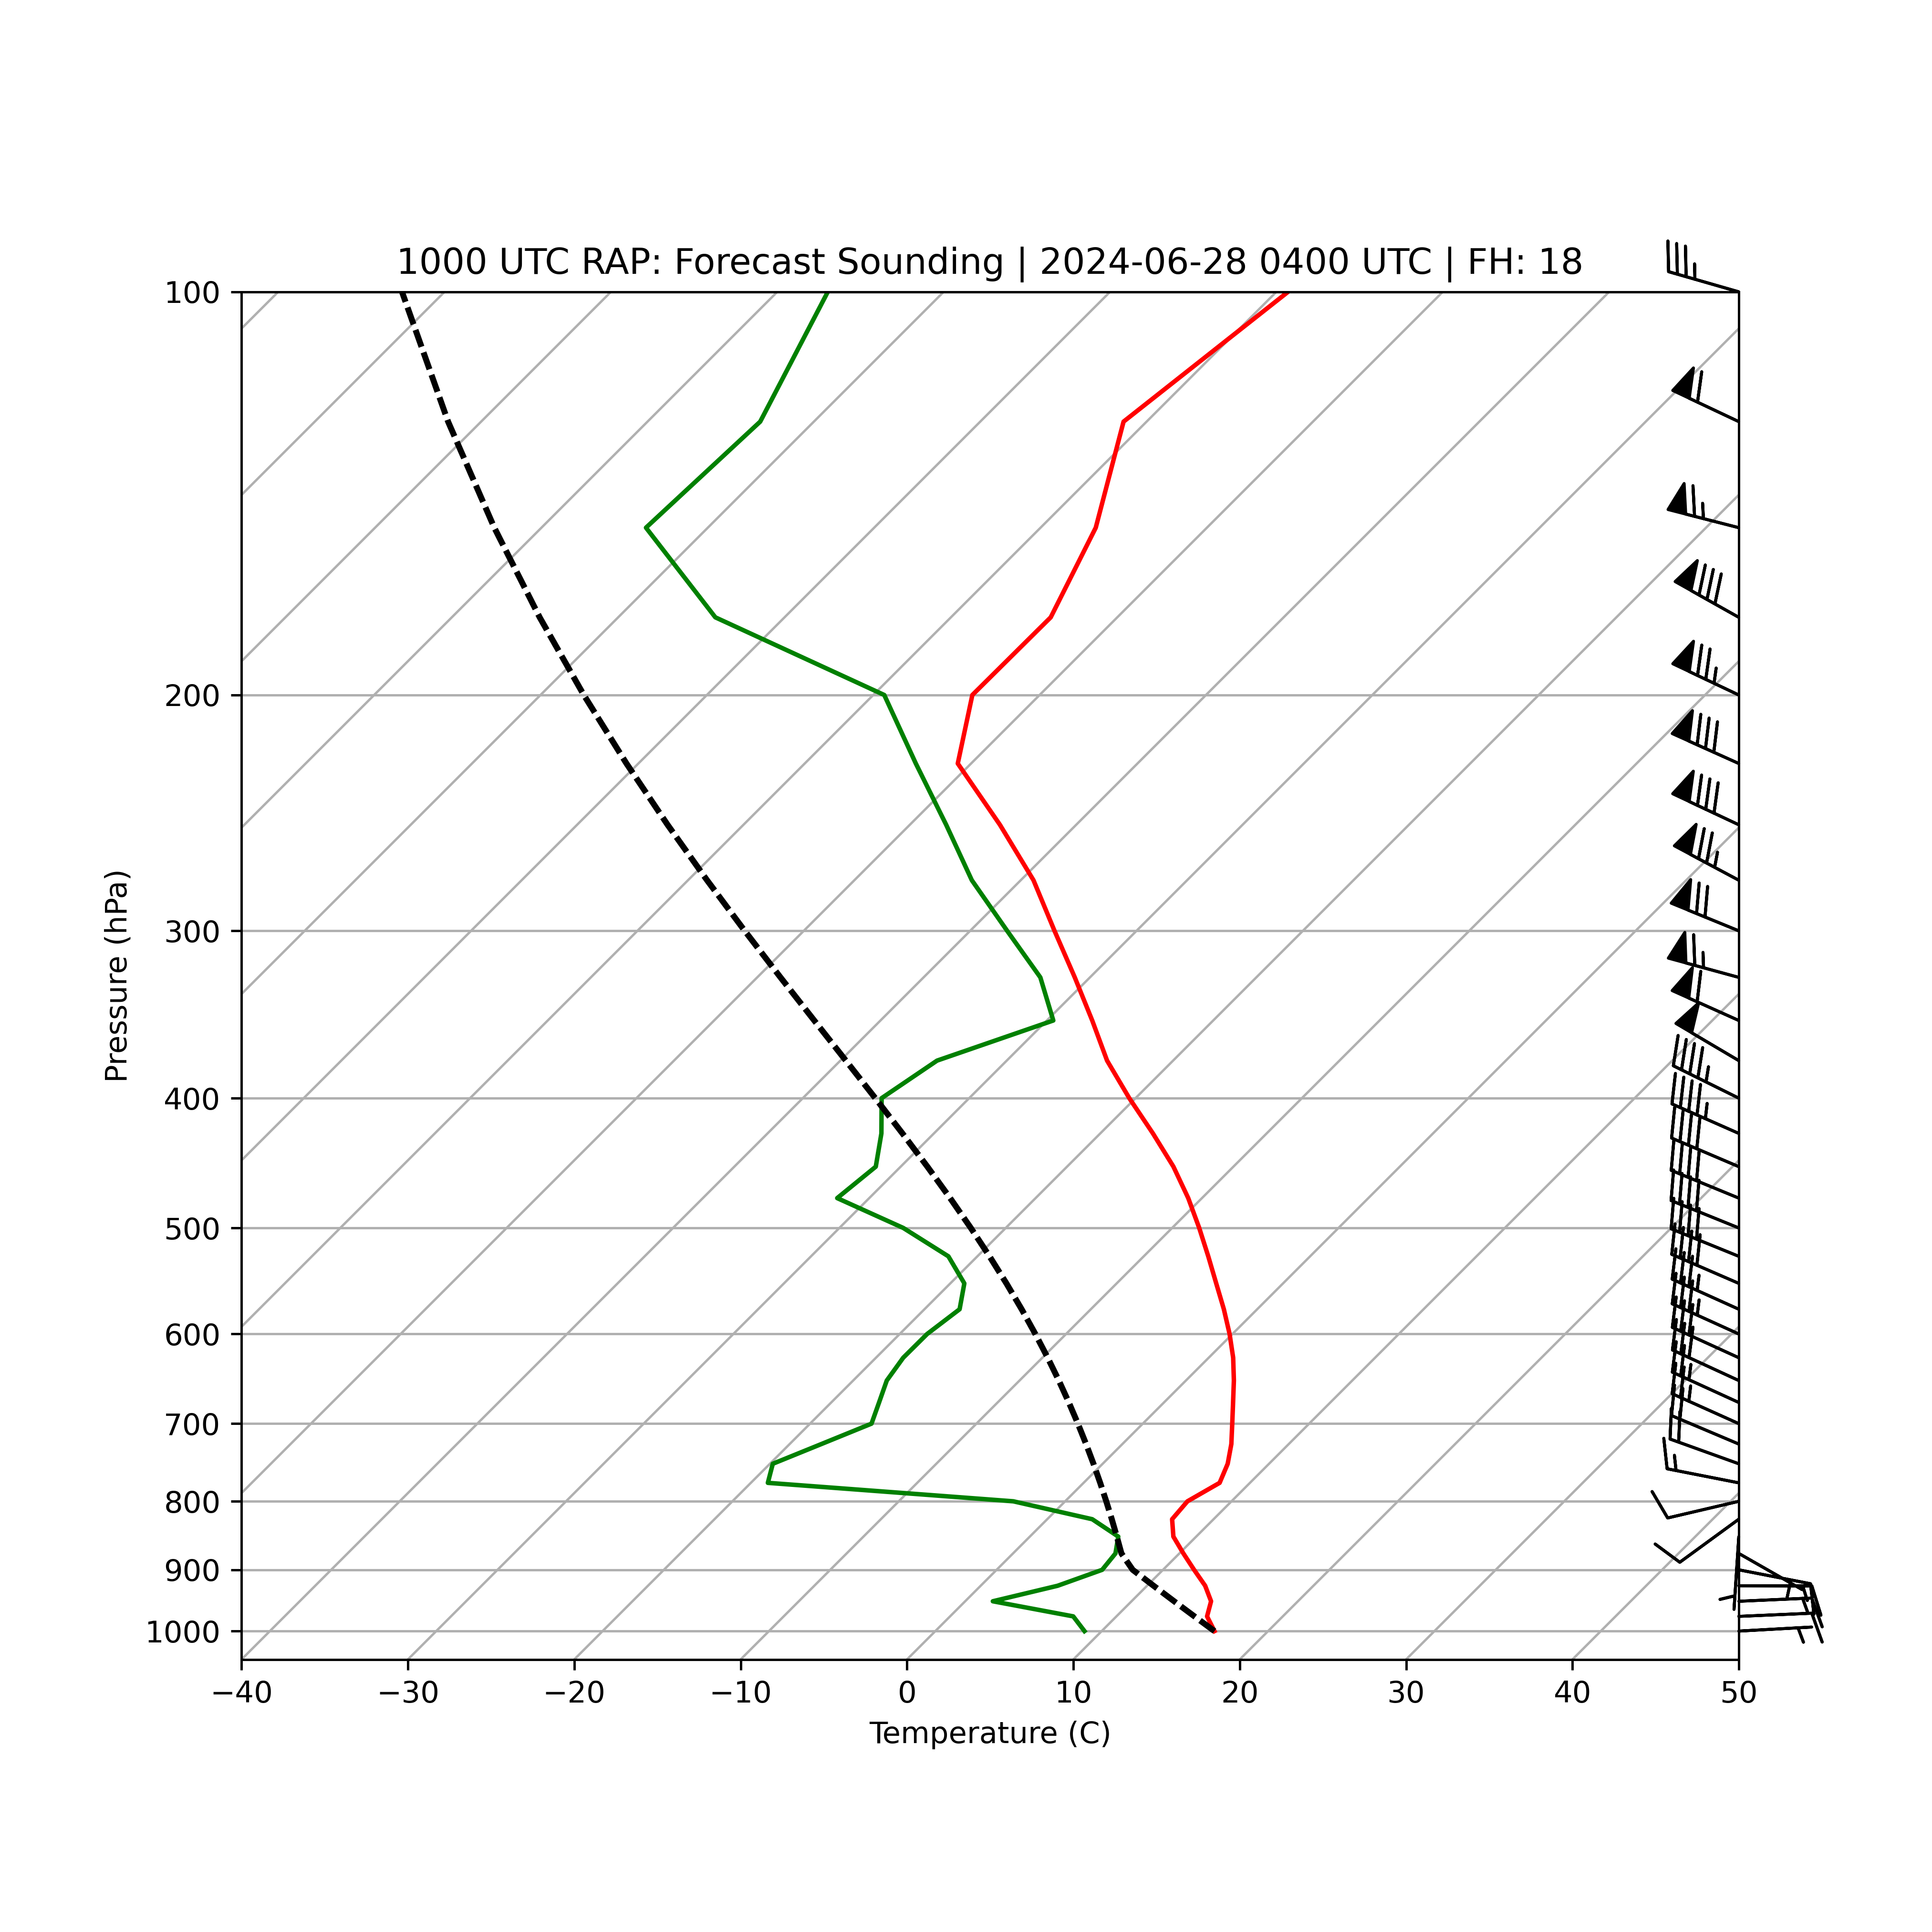 1000 UTC RAP: Forecast Sounding | 2024-06-28 0400 UTC | FH: 18
100
200
300
400
500
600
700
800
900
1000
Pressure (hPa)
−40 −30 −20 −10 0 10 20 30 40 50
Temperature (C)